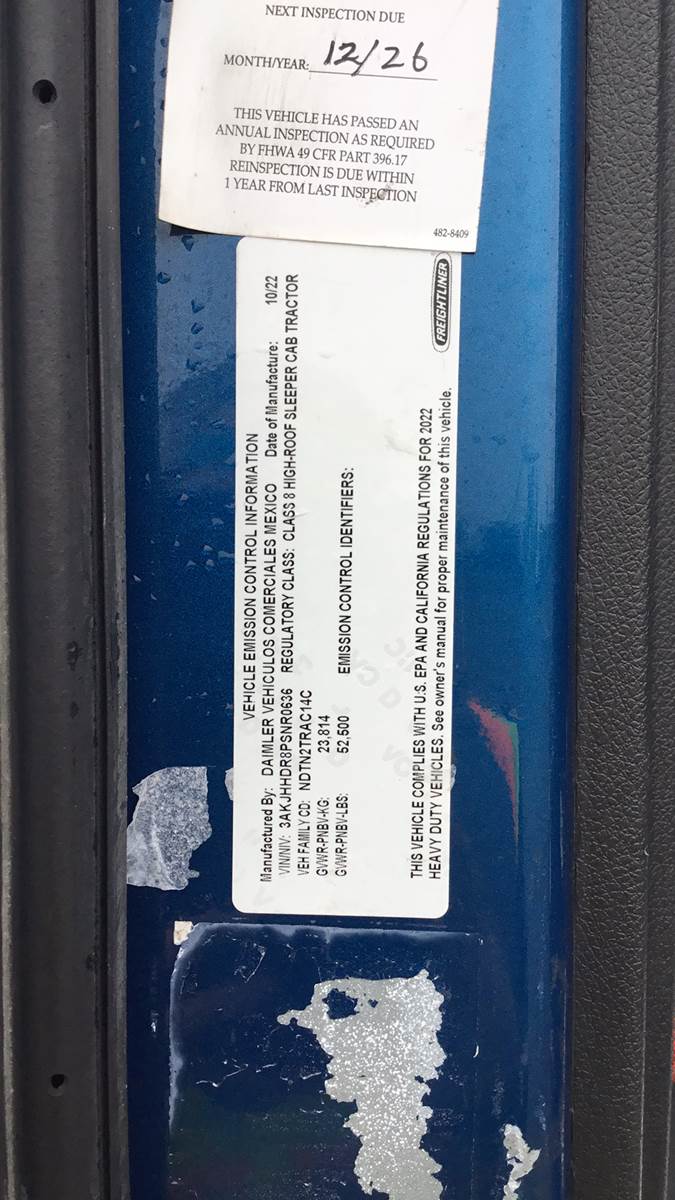 NEXT INSPECTION DUE
MONTH/YEAR: 12/26
THIS VEHICLE HAS PASSED AN
ANNUAL INSPECTION AS REQUIRED
BY FHWA 49 CFR PART 396.17
REINSPECTION IS DUE WITHIN
1 YEAR FROM LAST INSPECTION
482-8409
VEHICLE EMISSION CONTROL INFORMATION
Manufactured By: DAIMLER VEHICULOS COMERCIALES MEXICO Date of Manufacture: 10/22
VIN/NIV: 3AKJHHDR8PSNR0636 REGULATORY CLASS: CLASS 8 HIGH-ROOF SLEEPER CAB TRACTOR
VEH FAMILY CD: NDTN2TRAC14C
GVWR-PNBV-KG: 23,814
GVWR-PNBV-LBS: 52,500 EMISSION CONTROL IDENTIFIERS:
THIS VEHICLE COMPLIES WITH U.S. EPA AND CALIFORNIA REGULATIONS FOR 2022
HEAVY DUTY VEHICLES. See owner's manual for proper maintenance of this vehicle.
FREIGHTLINER